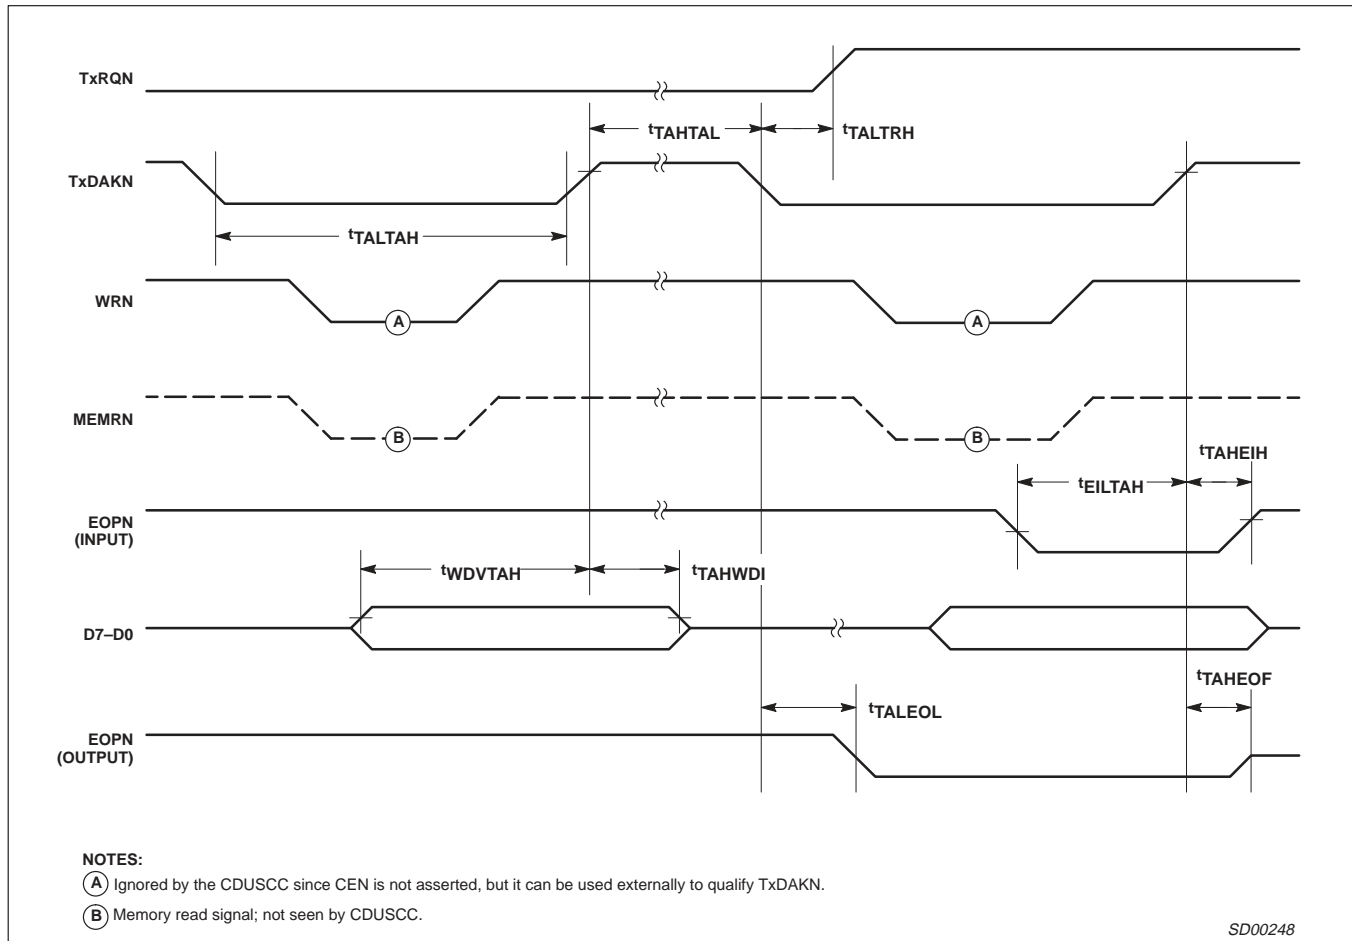 TxRQN
tTAHTAL
tTALTRH
TxDAKN
tTALTAH
WRN
A
A
MEMRN
B
B
tTAHEIH
tEILTAH
EOPN
(INPUT)
tWDVTAH
tTAHWDI
D7–D0
tTAHEOF
tTALEOL
EOPN
(OUTPUT)
NOTES:
A Ignored by the CDUSCC since CEN is not asserted, but it can be used externally to qualify TxDAKN.
B Memory read signal; not seen by CDUSCC.
SD00248